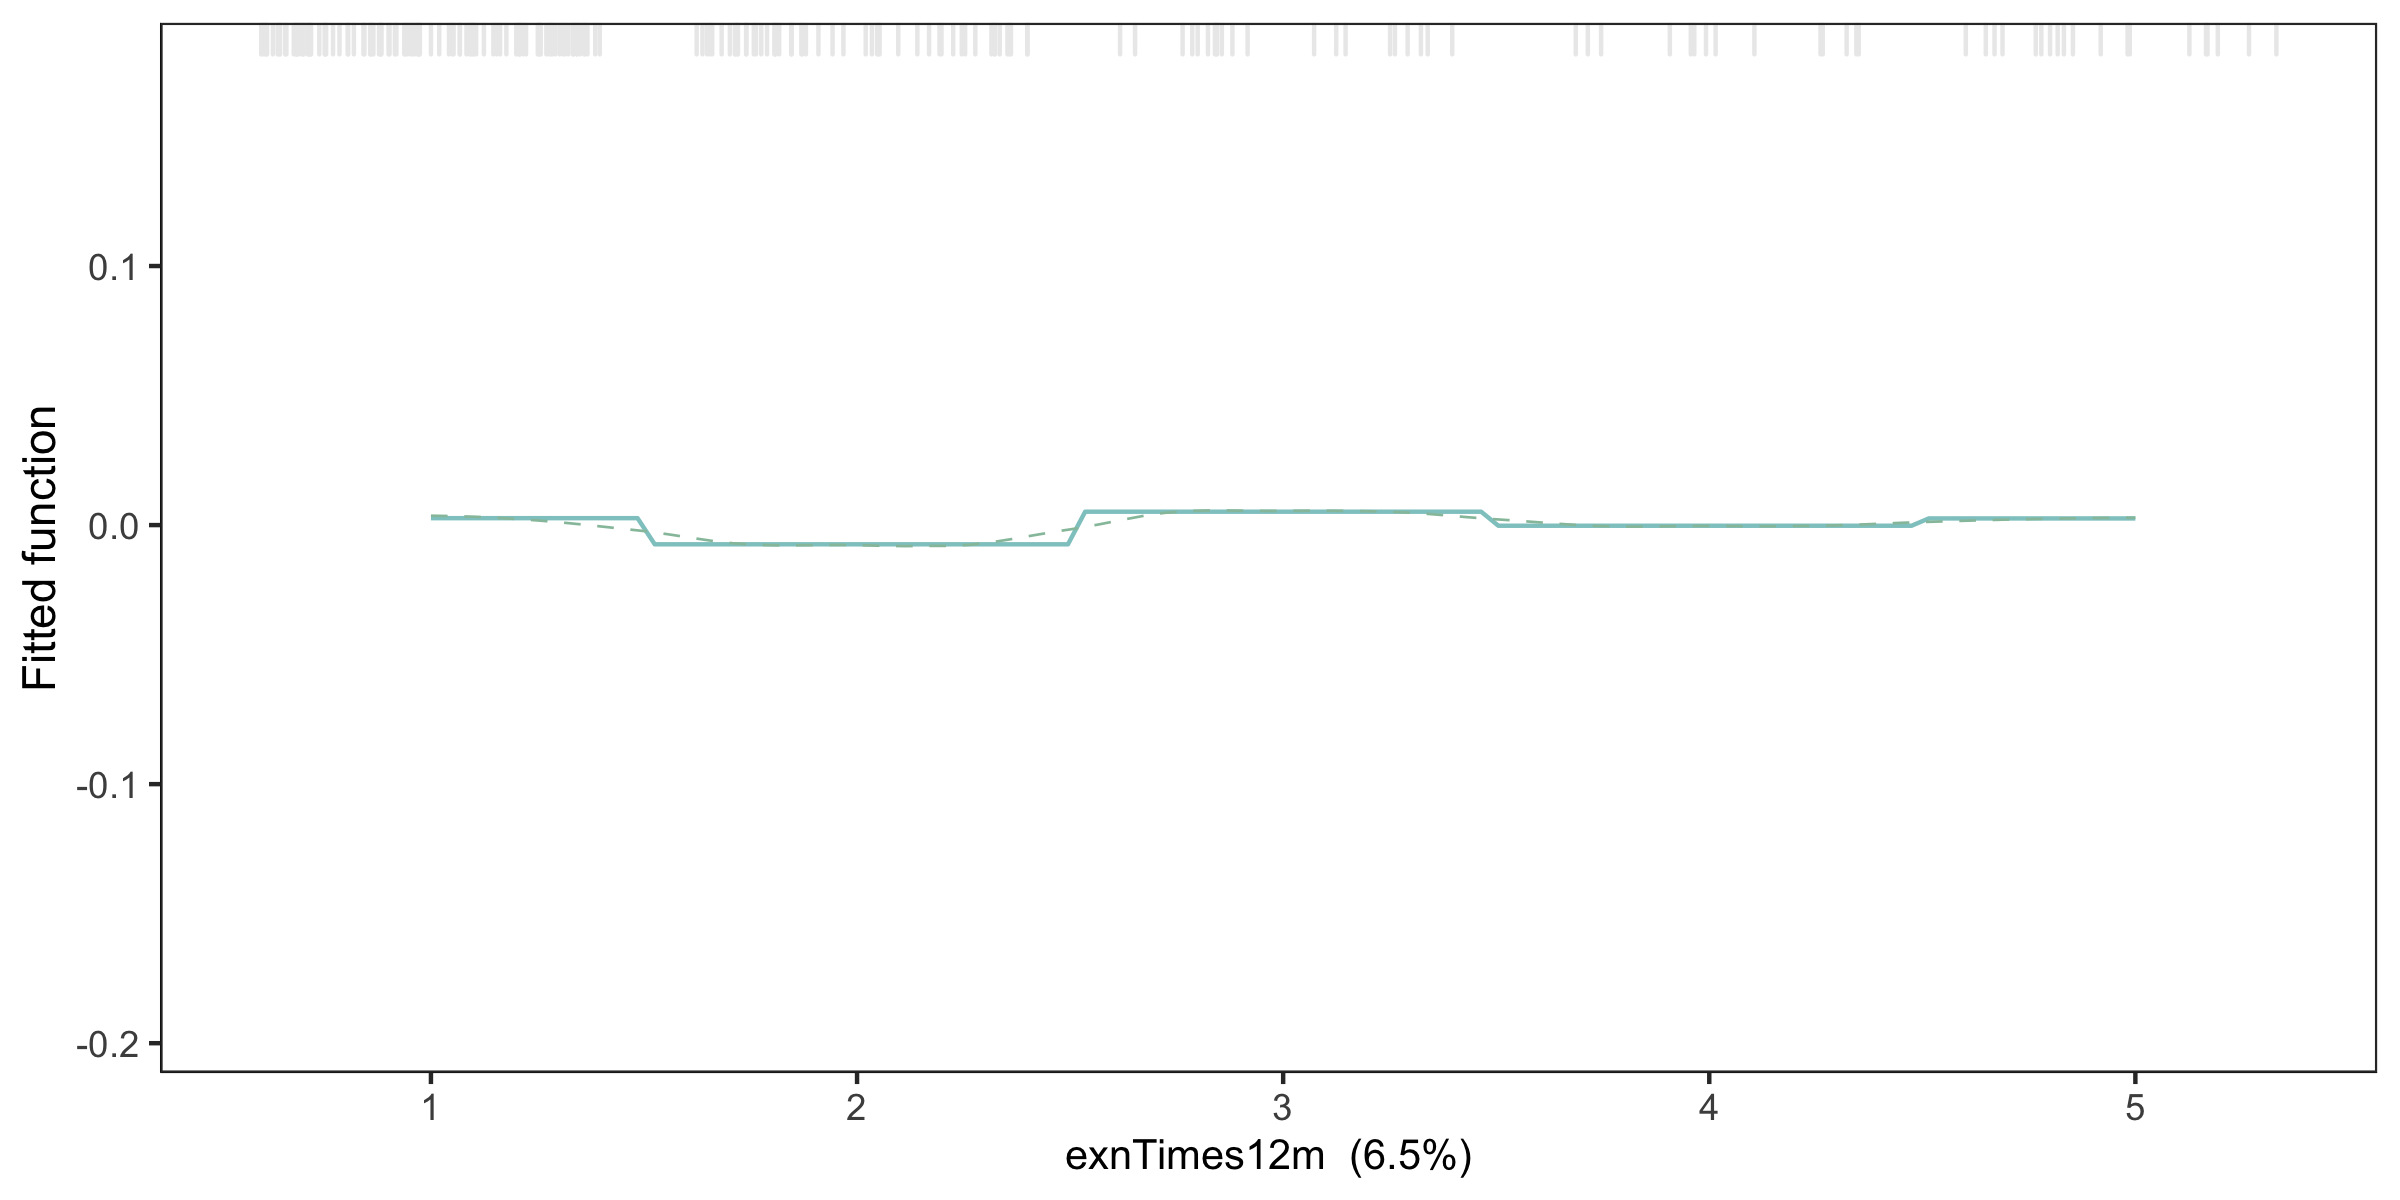 0.1
0.0
-0.1
-0.2
Fitted function
1 2 3 4 5
exnTimes12m (6.5%)